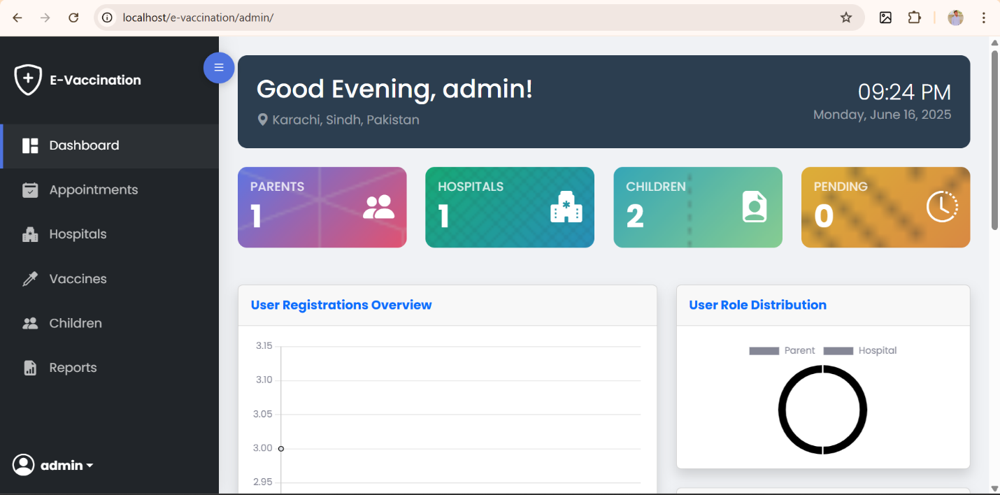 localhost/e-vaccination/admin/
E-Vaccination
Dashboard
Appointments
Hospitals
Vaccines
Children
Reports
admin
Good Evening, admin!
Karachi, Sindh, Pakistan
09:24 PM
Monday, June 16, 2025
PARENTS
1
HOSPITALS
1
CHILDREN
2
PENDING
0
User Registrations Overview
3.15
3.10
3.05
3.00
2.95
User Role Distribution
Parent Hospital